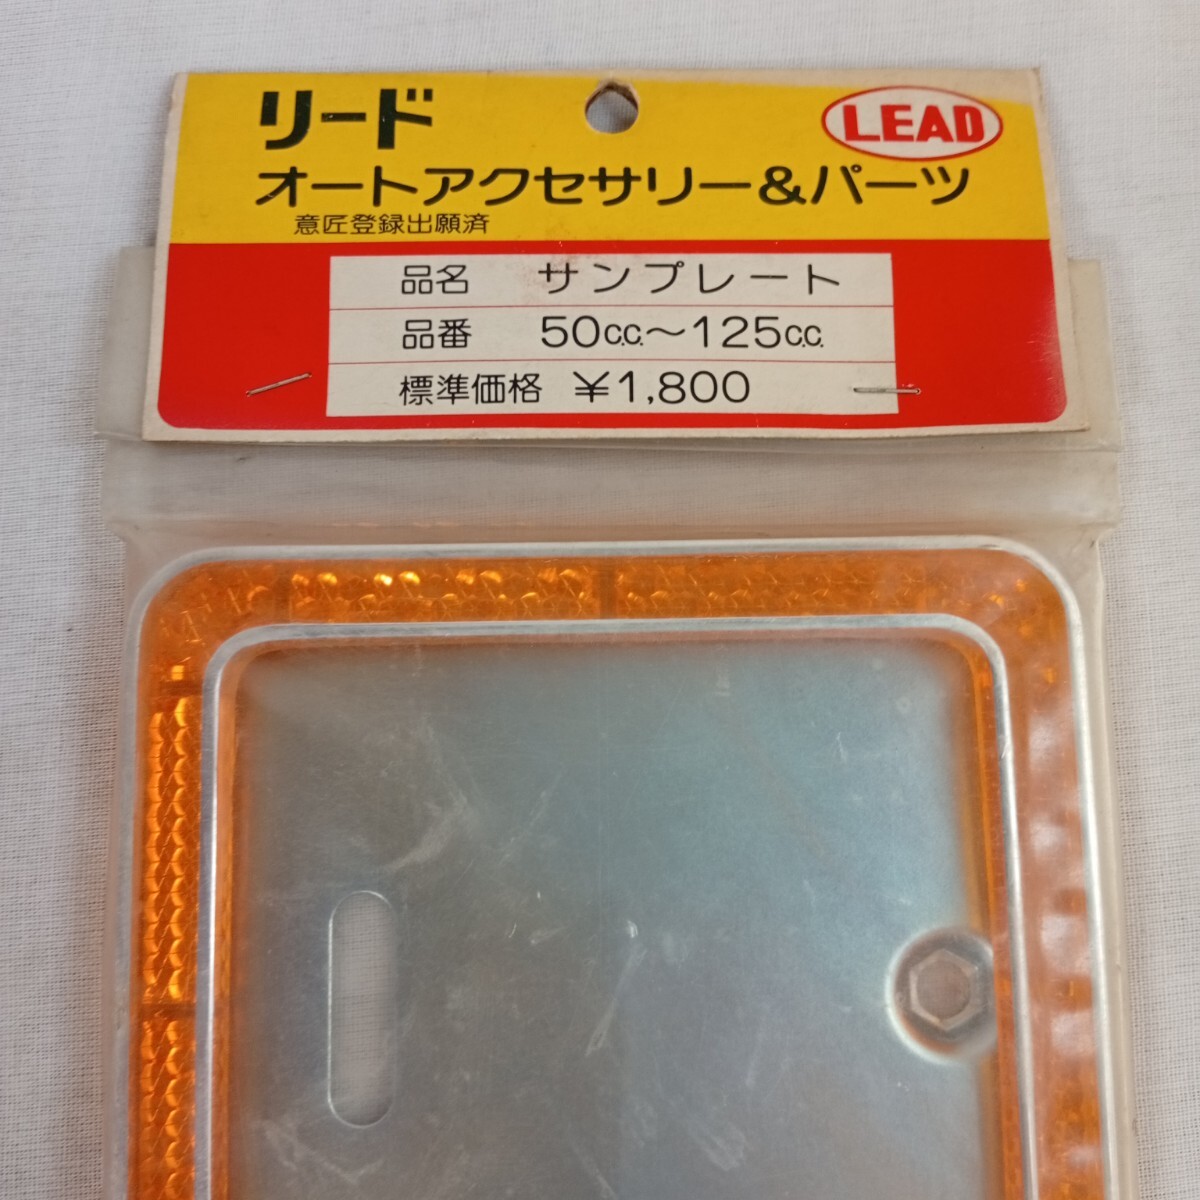 リード
LEAD
オートアクセサリー&パーツ
意匠登録出願済
品名 サンプレート
品番 50c.c.〜125c.c.
標準価格 ¥1,800